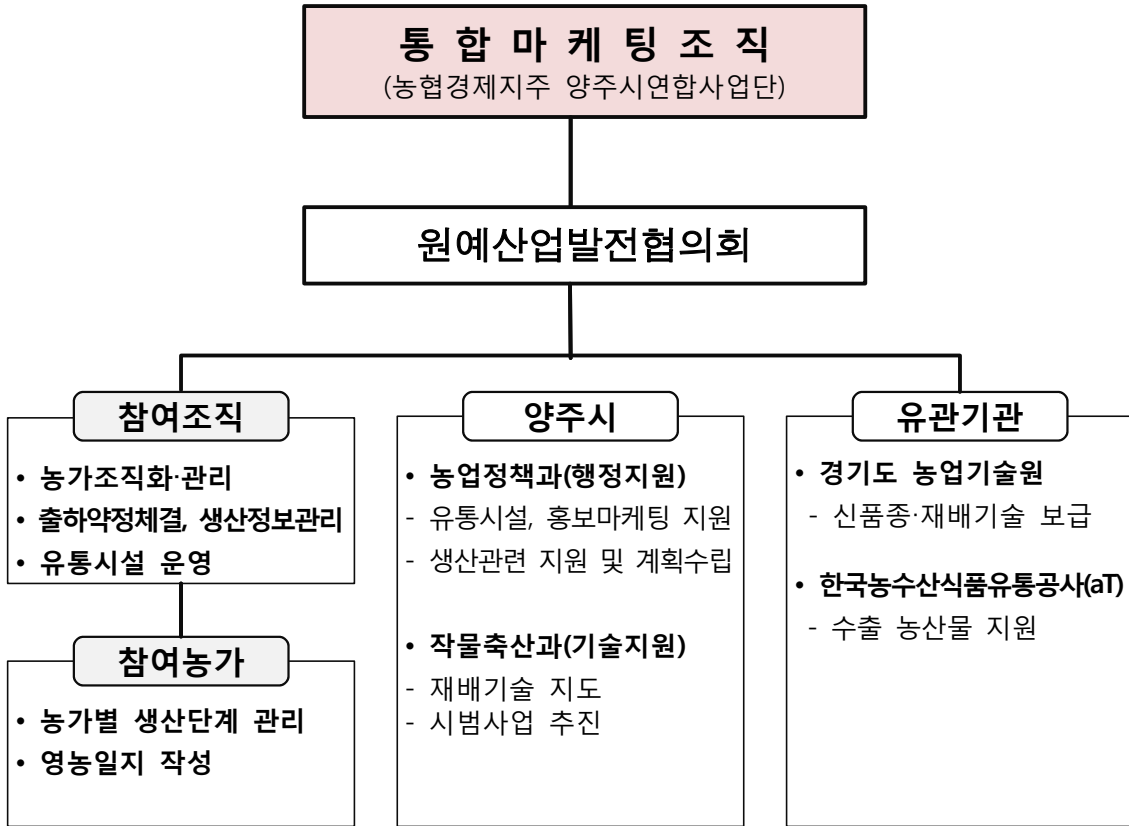 통 합 마 케 팅 조 직
(농협경제지주 양주시연합사업단)
원예산업발전협의회
참여조직
• 농가조직화·관리
• 출하약정체결, 생산정보관리
• 유통시설 운영
참여농가
• 농가별 생산단계 관리
• 영농일지 작성
양주시
• 농업정책과(행정지원)
- 유통시설, 홍보마케팅 지원
- 생산관련 지원 및 계획수립
• 작물축산과(기술지원)
- 재배기술 지도
- 시범사업 추진
유관기관
• 경기도 농업기술원
- 신품종·재배기술 보급
• 한국농수산식품유통공사(aT)
- 수출 농산물 지원